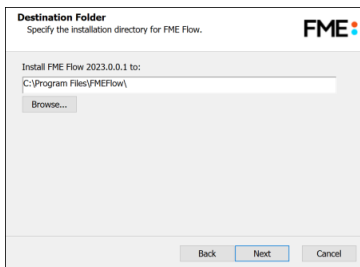 Destination Folder
Specify the installation directory for FME Flow.
FME
Install FME Flow 2023.0.0.1 to:
C:\Program Files\FMEFlow\
Browse...
Back Next Cancel